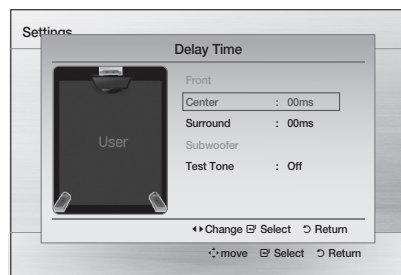 Settings
Delay Time
Front
Center : 00ms
Surround : 00ms
Subwoofer
Test Tone : Off
User
Change Select Return
move Select Return